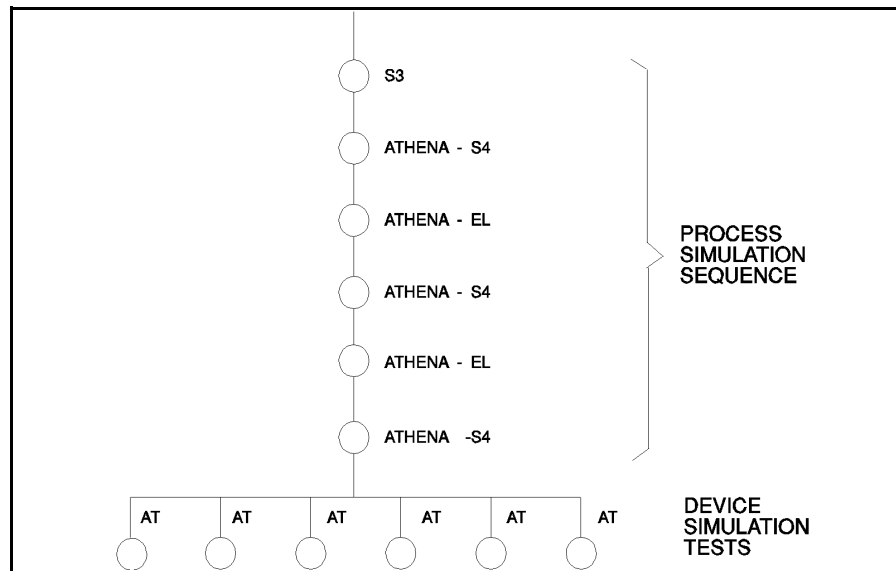 S3
ATHENA - S4
ATHENA - EL
ATHENA - S4
ATHENA - EL
ATHENA -S4
PROCESS
SIMULATION
SEQUENCE
AT AT AT AT AT AT
DEVICE
SIMULATION
TESTS